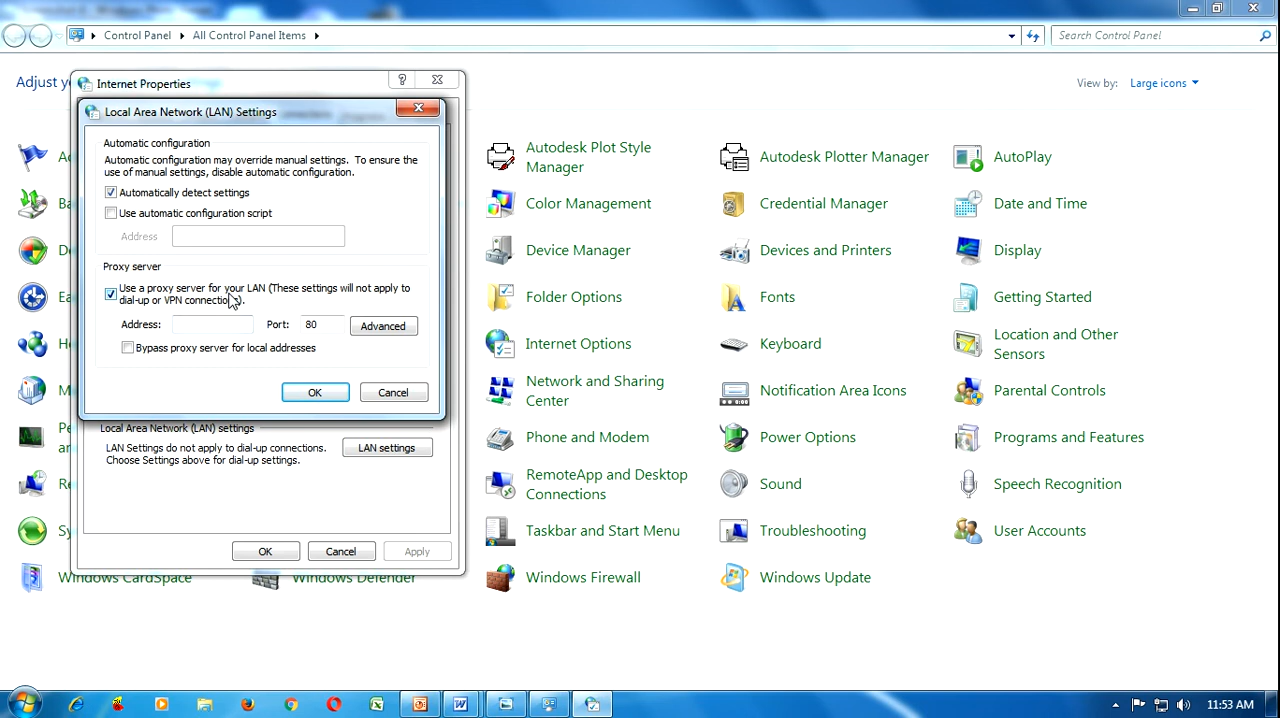 Control Panel
All Control Panel Items
Search Control Panel
Adjust y
View by:
Large icons
Internet Properties
?
Local Area Network (LAN) Settings
Automatic configuration
Automatic configuration may override manual settings. To ensure the
use of manual settings, disable automatic configuration.
Automatically detect settings
Use automatic configuration script
Address
Proxy server
Use a proxy server for your LAN (These settings will not apply to
dial-up or VPN connections).
Address:
Port:
80
Advanced
Bypass proxy server for local addresses
OK
Cancel
Local Area Network (LAN) settings
LAN Settings do not apply to dial-up connections.
Choose Settings above for dial-up settings.
LAN settings
OK
Cancel
Apply
Autodesk Plot Style
Manager
Autodesk Plotter Manager
AutoPlay
Color Management
Credential Manager
Date and Time
Device Manager
Devices and Printers
Display
Folder Options
Fonts
Getting Started
Internet Options
Keyboard
Location and Other
Sensors
Network and Sharing
Center
Notification Area Icons
Parental Controls
Phone and Modem
Power Options
Programs and Features
RemoteApp and Desktop
Connections
Sound
Speech Recognition
Taskbar and Start Menu
Troubleshooting
User Accounts
Windows CardSpace
Windows Defender
Windows Firewall
Windows Update
11:53 AM